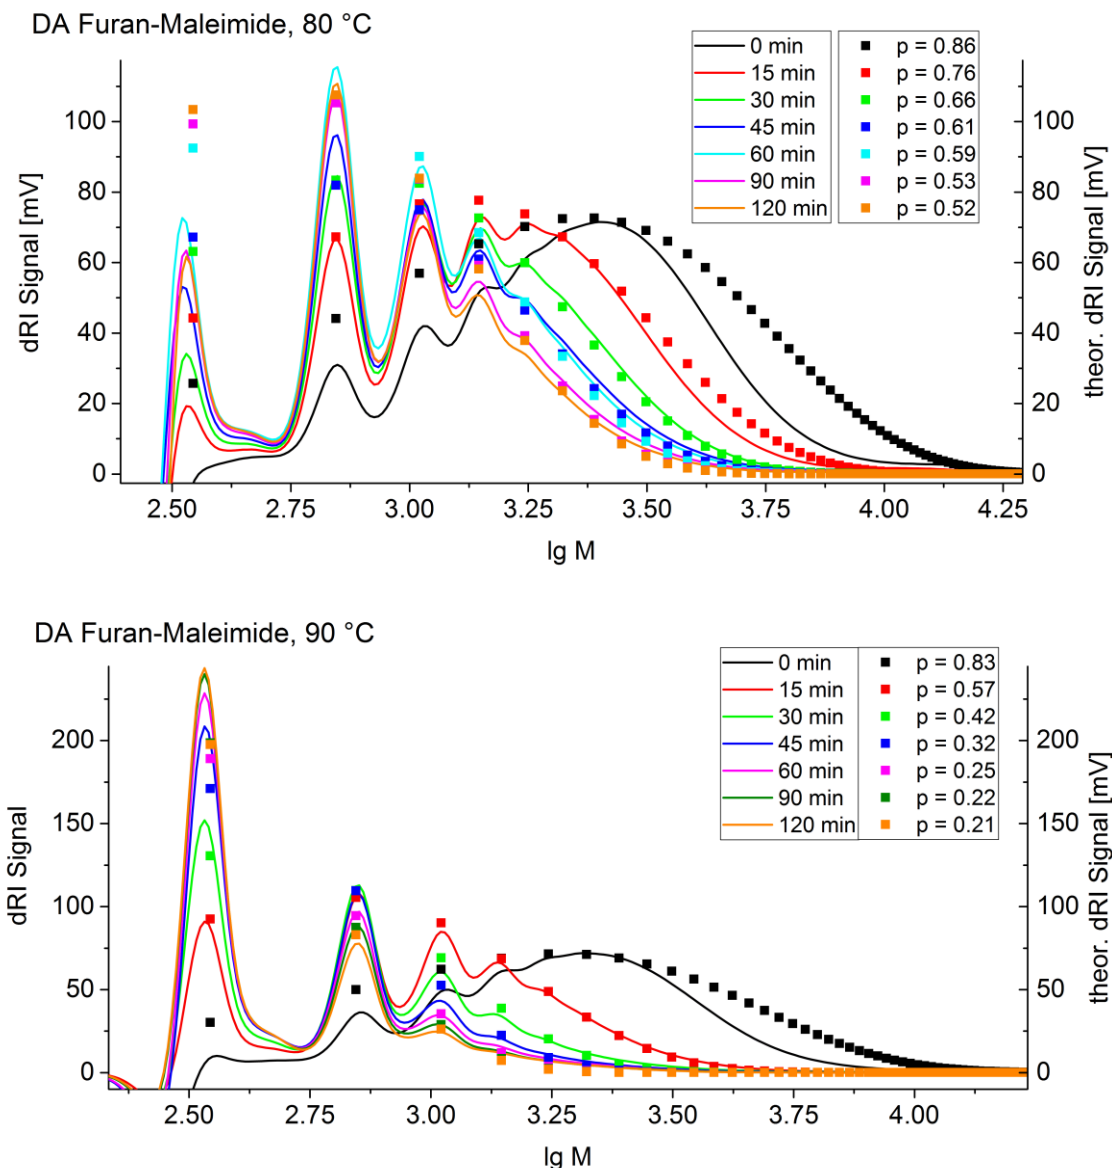 DA Furan-Maleimide, 80 °C
0 min
15 min
30 min
45 min
60 min
90 min
120 min
p = 0.86
p = 0.76
p = 0.66
p = 0.61
p = 0.59
p = 0.53
p = 0.52
dRI Signal [mV]
100
80
60
40
20
0
theor. dRI Signal [mV]
100
80
60
40
20
0
2.50 2.75 3.00 3.25 3.50 3.75 4.00 4.25
lg M
DA Furan-Maleimide, 90 °C
0 min
15 min
30 min
45 min
60 min
90 min
120 min
p = 0.83
p = 0.57
p = 0.42
p = 0.32
p = 0.25
p = 0.22
p = 0.21
dRI Signal
200
150
100
50
0
theor. dRI Signal [mV]
200
150
100
50
0
2.50 2.75 3.00 3.25 3.50 3.75 4.00
lg M